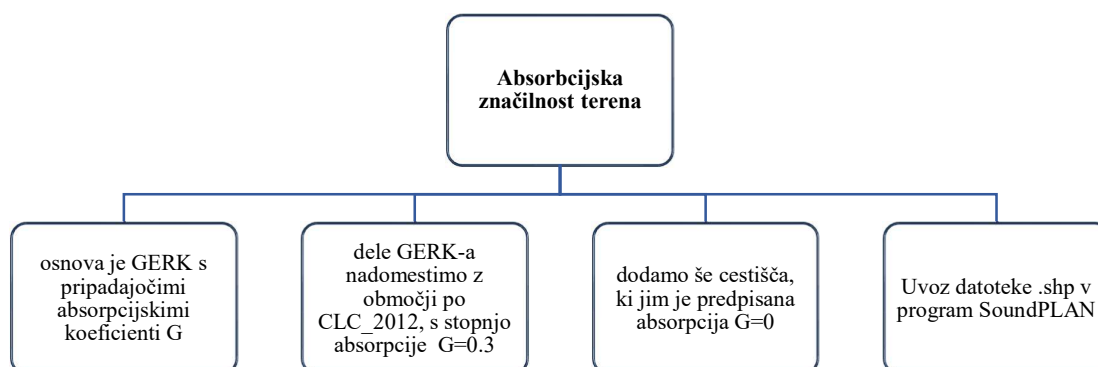 Absorbcijska
značilnost terena
osnova je GERK s
pripadajočimi
absorpcijskimi
koeficienti G
dele GERK-a
nadomestimo z
območji po
CLC_2012, s stopnjo
absorpcije G=0.3
dodamo še cestišča,
ki jim je predpisana
absorpcija G=0
Uvoz datoteke .shp v
program SoundPLAN